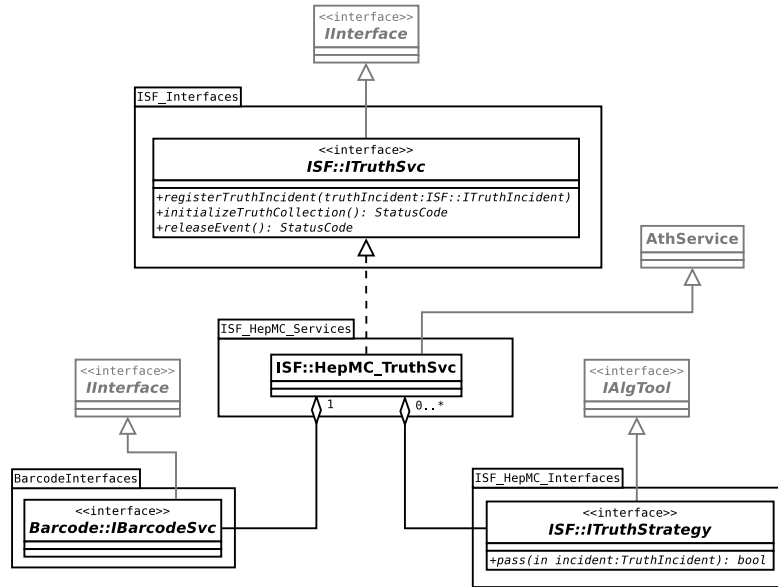 <<interface>>
IInterface
ISF_Interfaces
<<interface>>
ISF::ITruthSvc
+registerTruthIncident(truthIncident:ISF::ITruthIncident)
+initializeTruthCollection(): StatusCode
+releaseEvent(): StatusCode
AthService
ISF_HepMC_Services
ISF::HepMC_TruthSvc
1
0..*
<<interface>>
IInterface
<<interface>>
IAlgTool
BarcodeInterfaces
<<interface>>
Barcode::IBarcodeSvc
ISF_HepMC_Interfaces
<<interface>>
ISF::ITruthStrategy
+pass(in incident:TruthIncident): bool